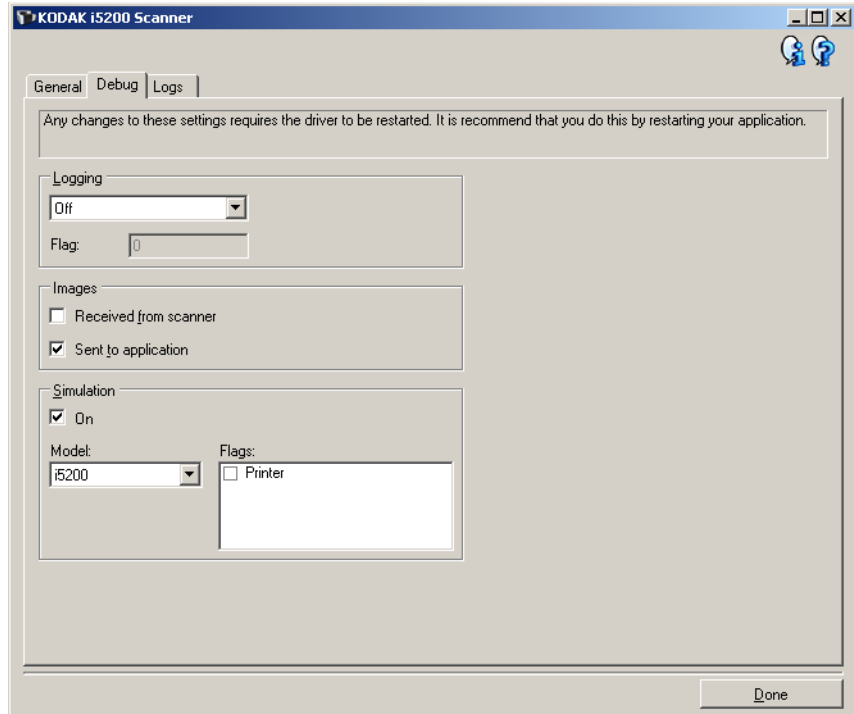 KODAK i5200 Scanner
General Debug Logs
Any changes to these settings requires the driver to be restarted. It is recommend that you do this by restarting your application.
Logging
Off
Flag: 0
Images
Received from scanner
Sent to application
Simulation
On
Model: Flags:
i5200 Printer
Done